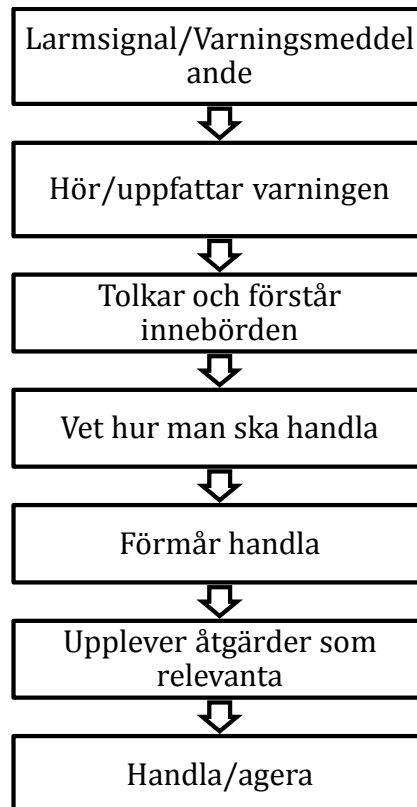 Larmsignal/Varningsmeddel
ande
Hör/uppfattar varningen
Tolkar och förstår
innebörden
Vet hur man ska handla
Förmår handla
Upplever åtgärder som
relevanta
Handla/agera